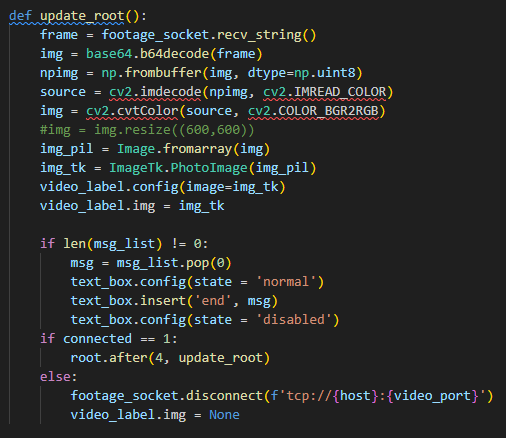 def update_root():
    frame = footage_socket.recv_string()
    img = base64.b64decode(frame)
    npimg = np.frombuffer(img, dtype=np.uint8)
    source = cv2.imdecode(npimg, cv2.IMREAD_COLOR)
    img = cv2.cvtColor(source, cv2.COLOR_BGR2RGB)
    #img = img.resize((600,600))
    img_pil = Image.fromarray(img)
    img_tk = ImageTk.PhotoImage(img_pil)
    video_label.config(image=img_tk)
    video_label.img = img_tk

    if len(msg_list) != 0:
        msg = msg_list.pop(0)
        text_box.config(state = 'normal')
        text_box.insert('end', msg)
        text_box.config(state = 'disabled')
    if connected == 1:
        root.after(4, update_root)
    else:
        footage_socket.disconnect(f'tcp://{host}:{video_port}')
        video_label.img = None